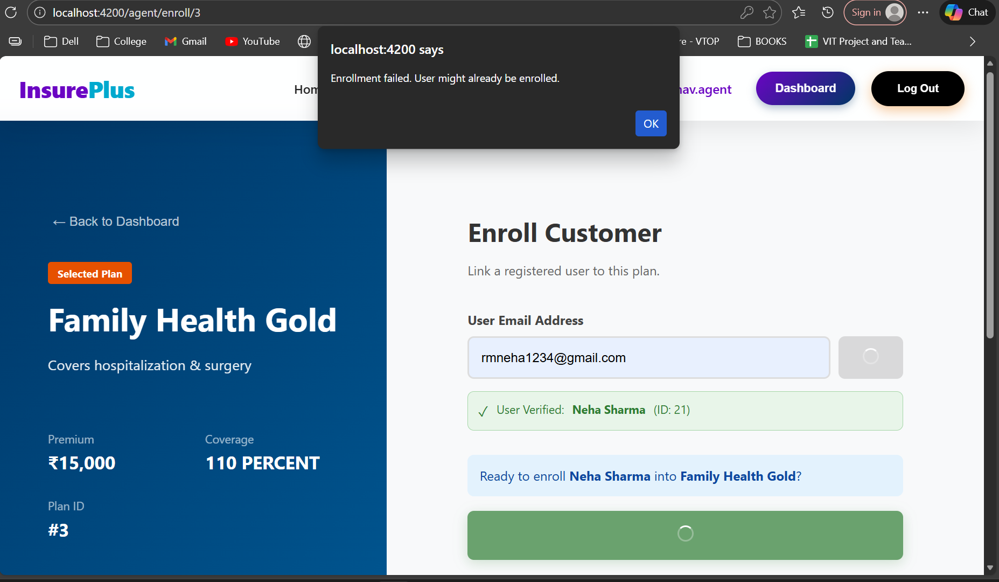 localhost:4200/agent/enroll/3
Sign in
Chat
Dell
College
Gmail
YouTube
VTOP
BOOKS
VIT Project and Tea...
localhost:4200 says
Enrollment failed. User might already be enrolled.
OK
InsurePlus
Dashboard
Log Out
← Back to Dashboard
Selected Plan
Family Health Gold
Covers hospitalization & surgery
Premium
₹15,000
Coverage
110 PERCENT
Plan ID
#3
Enroll Customer
Link a registered user to this plan.
User Email Address
rmneha1234@gmail.com
✓ User Verified: Neha Sharma (ID: 21)
Ready to enroll Neha Sharma into Family Health Gold?